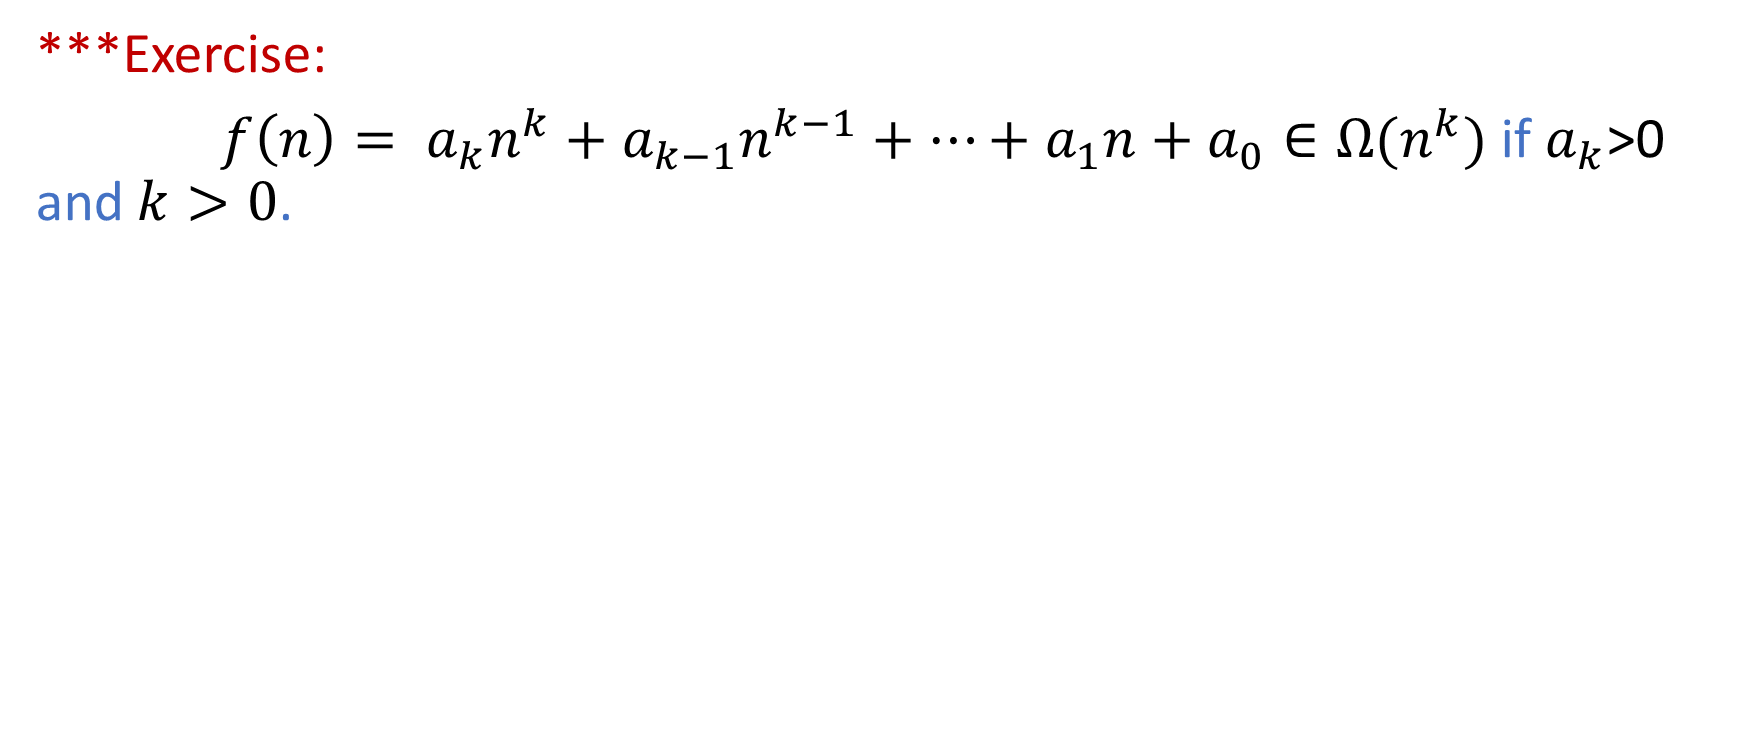 ***Exercise:
f(n) = a_k n^k + a_{k−1} n^{k−1} + ⋯ + a_1 n + a_0 ∈ Ω(n^k) if a_k>0
and k > 0.